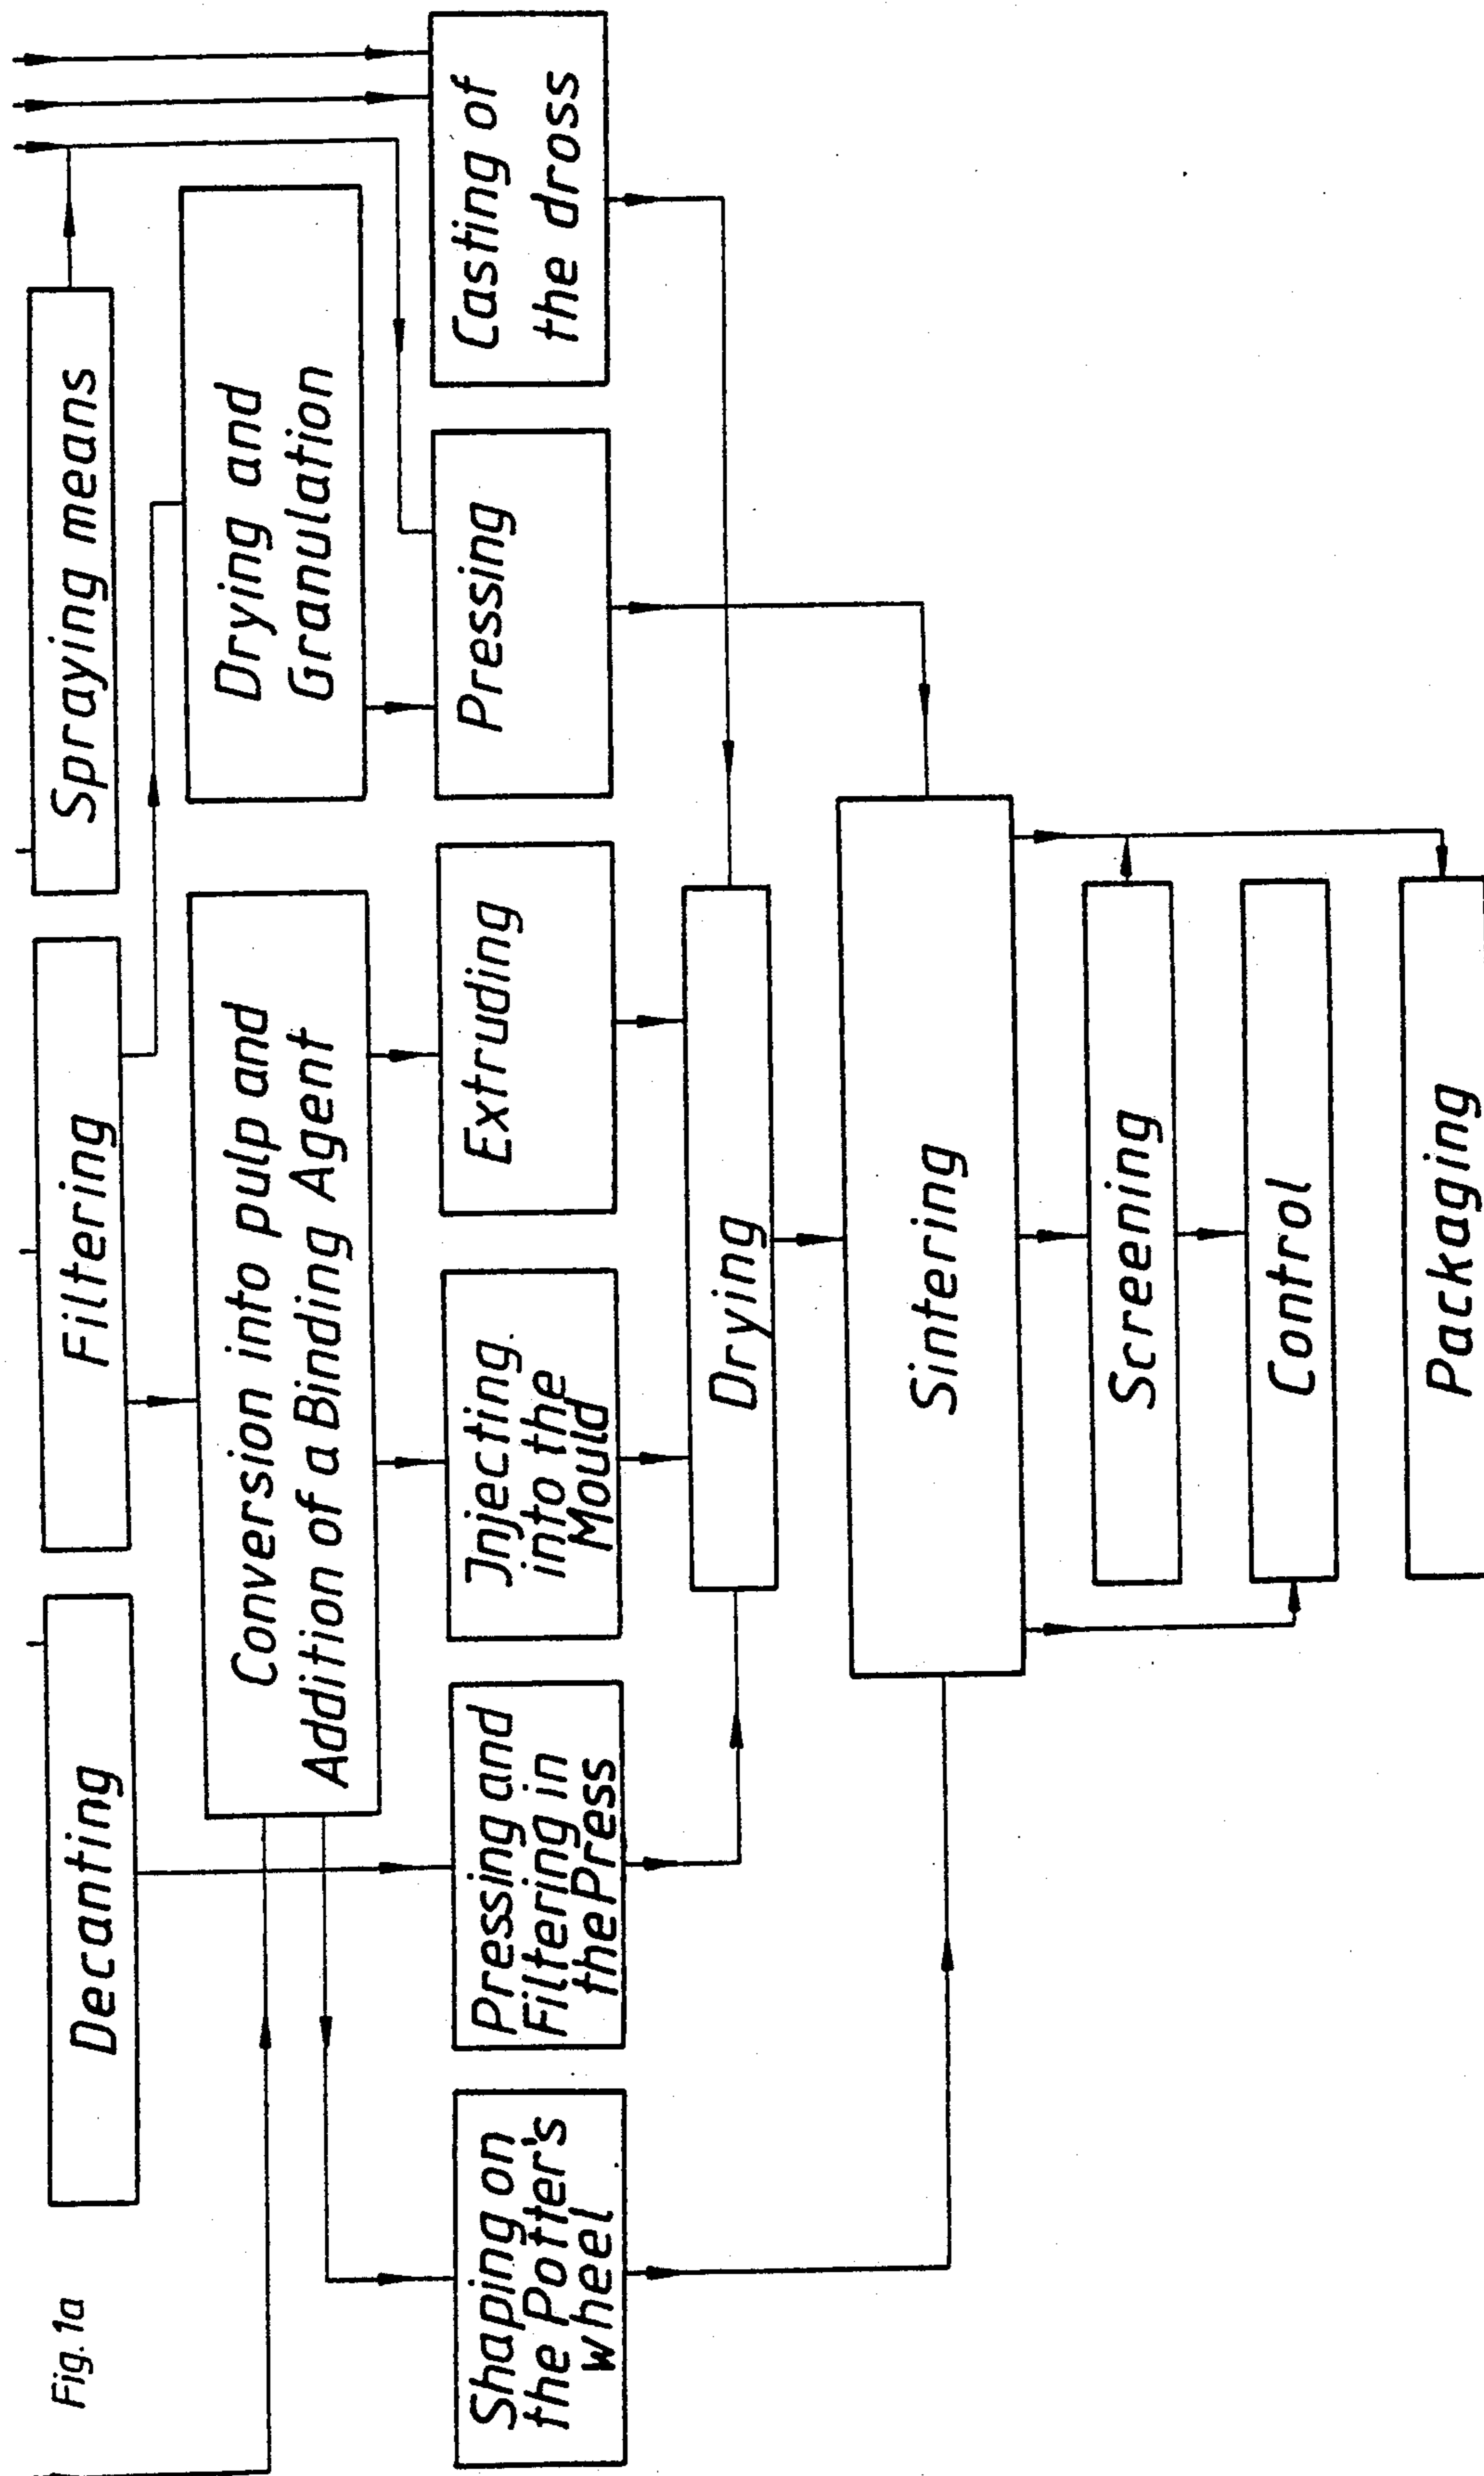 Fig.1a
Decanting
Filtering
Spraying means
Conversion into pulp and
Addition of a Binding Agent
Drying and
Granulation
Shaping on
the Potter's
wheel
Pressing and
Filtering in
the Press
Injecting
into the
Mould
Extruding
Pressing
Casting of
the dross
Drying
Sintering
Screening
Control
Packaging